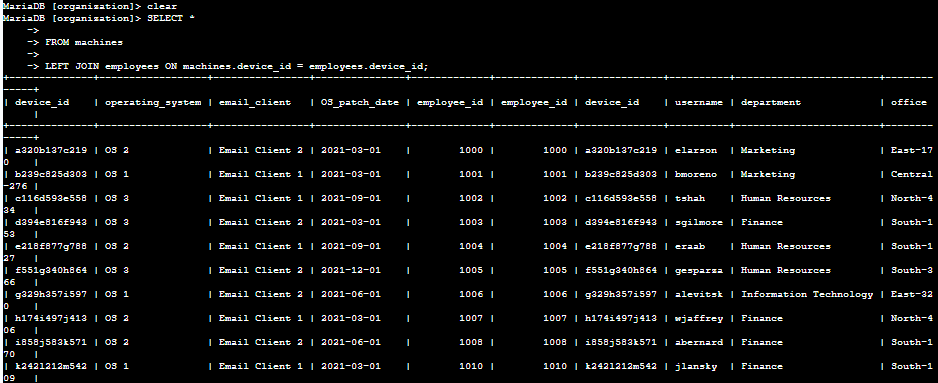 MariaDB [organization]> clear
MariaDB [organization]> SELECT *
    ->
    -> FROM machines
    ->
    -> LEFT JOIN employees ON machines.device_id = employees.device_id;
+--------------+------------------+----------------+---------------+-------------+-------------+--------------+----------+------------------------+--------
-----+
| device_id    | operating_system | email_client   | OS_patch_date | employee_id | employee_id | device_id    | username | department             | office
     |
+--------------+------------------+----------------+---------------+-------------+-------------+--------------+----------+------------------------+--------
-----+
| a320b137c219 | OS 2             | Email Client 2 | 2021-03-01    |        1000 |        1000 | a320b137c219 | elarson  | Marketing              | East-17
0    |
| b239c825d303 | OS 1             | Email Client 1 | 2021-03-01    |        1001 |        1001 | b239c825d303 | bmoreno  | Marketing              | Central
-276 |
| c116d593e558 | OS 3             | Email Client 1 | 2021-09-01    |        1002 |        1002 | c116d593e558 | tshah    | Human Resources        | North-4
34   |
| d394e816f943 | OS 3             | Email Client 2 | 2021-03-01    |        1003 |        1003 | d394e816f943 | sgilmore | Finance                | South-1
53   |
| e218f877g788 | OS 2             | Email Client 1 | 2021-09-01    |        1004 |        1004 | e218f877g788 | eraab    | Human Resources        | South-1
27   |
| f551g340h864 | OS 3             | Email Client 2 | 2021-12-01    |        1005 |        1005 | f551g340h864 | gesparza | Human Resources        | South-3
66   |
| g329h357i597 | OS 1             | Email Client 2 | 2021-06-01    |        1006 |        1006 | g329h357i597 | alevitsk | Information Technology | East-32
0    |
| h174i497j413 | OS 2             | Email Client 1 | 2021-03-01    |        1007 |        1007 | h174i497j413 | wjaffrey | Finance                | North-4
06   |
| i858j583k571 | OS 2             | Email Client 2 | 2021-06-01    |        1008 |        1008 | i858j583k571 | abernard | Finance                | South-1
70   |
| k242l212m542 | OS 1             | Email Client 1 | 2021-03-01    |        1010 |        1010 | k242l212m542 | jlansky  | Finance                | South-1
09   |